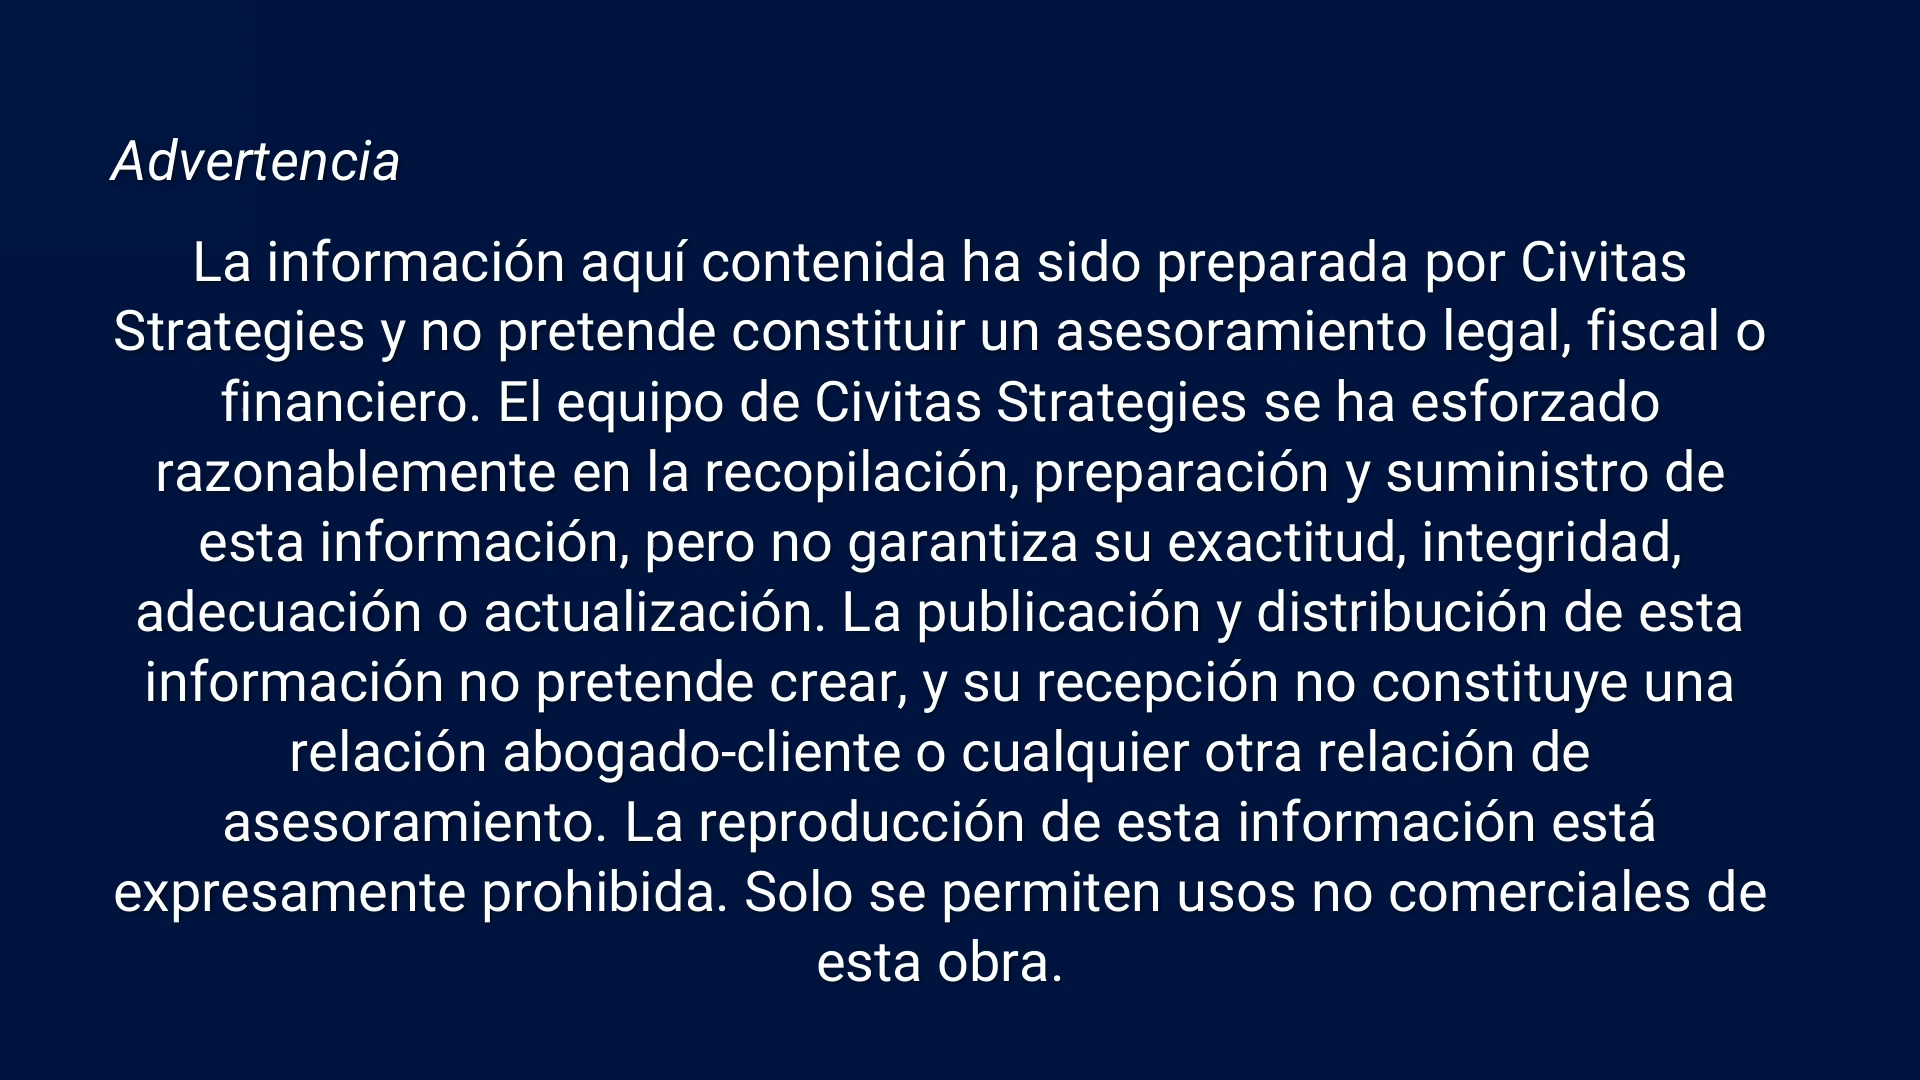 Advertencia
La información aquí contenida ha sido preparada por Civitas
Strategies y no pretende constituir un asesoramiento legal, fiscal o
financiero. El equipo de Civitas Strategies se ha esforzado
razonablemente en la recopilación, preparación y suministro de
esta información, pero no garantiza su exactitud, integridad,
adecuación o actualización. La publicación y distribución de esta
información no pretende crear, y su recepción no constituye una
relación abogado-cliente o cualquier otra relación de
asesoramiento. La reproducción de esta información está
expresamente prohibida. Solo se permiten usos no comerciales de
esta obra.